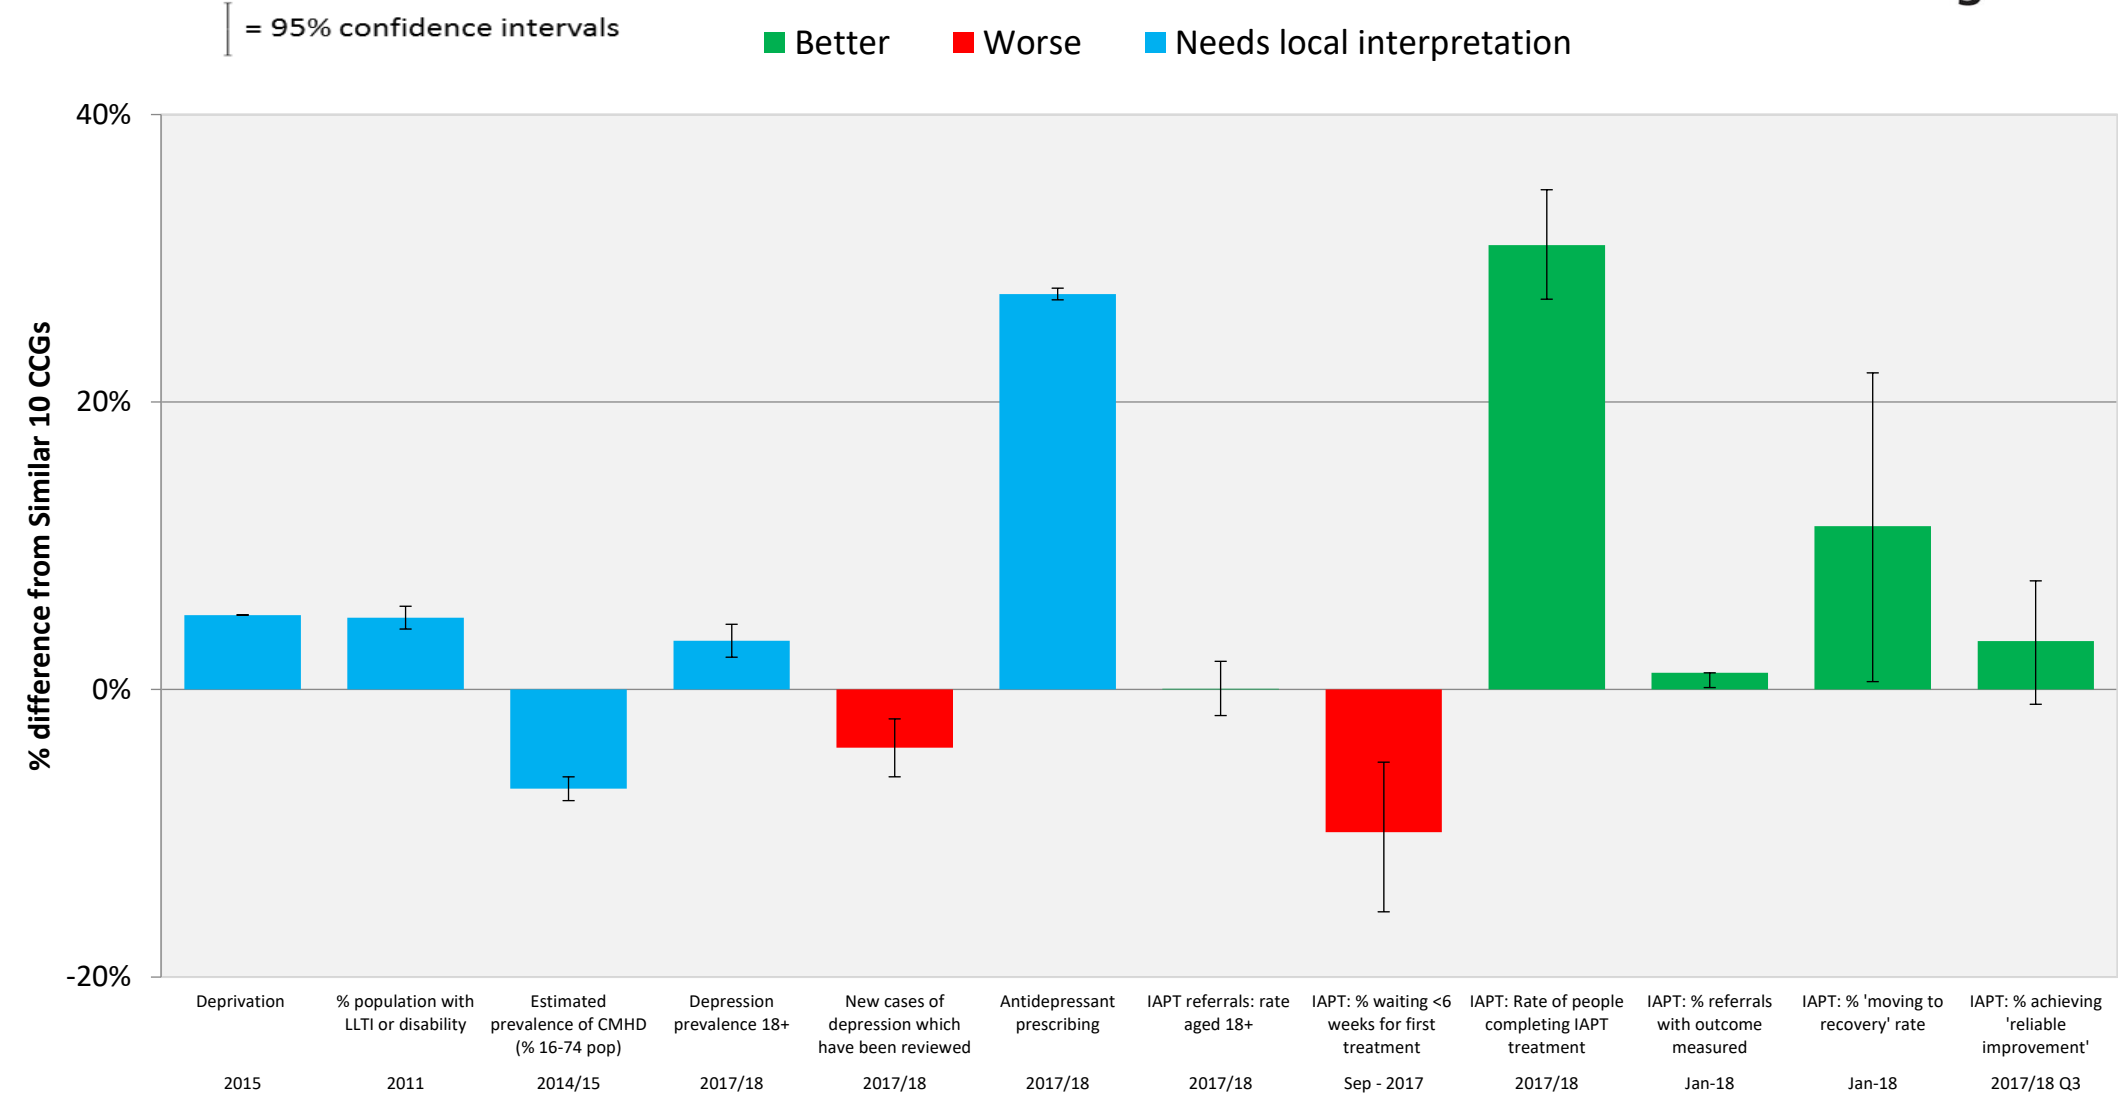 = 95% confidence intervals
Better Worse Needs local interpretation
40%
20%
0%
-20%
% difference from Similar 10 CCGs
Deprivation
2015
% population with
LLTI or disability
2011
Estimated
prevalence of CMHD
(% 16-74 pop)
2014/15
Depression
prevalence 18+
2017/18
New cases of
depression which
have been reviewed
2017/18
Antidepressant
prescribing
2017/18
IAPT referrals: rate
aged 18+
2017/18
IAPT: % waiting <6
weeks for first
treatment
Sep - 2017
IAPT: Rate of people
completing IAPT
treatment
2017/18
IAPT: % referrals
with outcome
measured
Jan-18
IAPT: % 'moving to
recovery' rate
Jan-18
IAPT: % achieving
'reliable
improvement'
2017/18 Q3